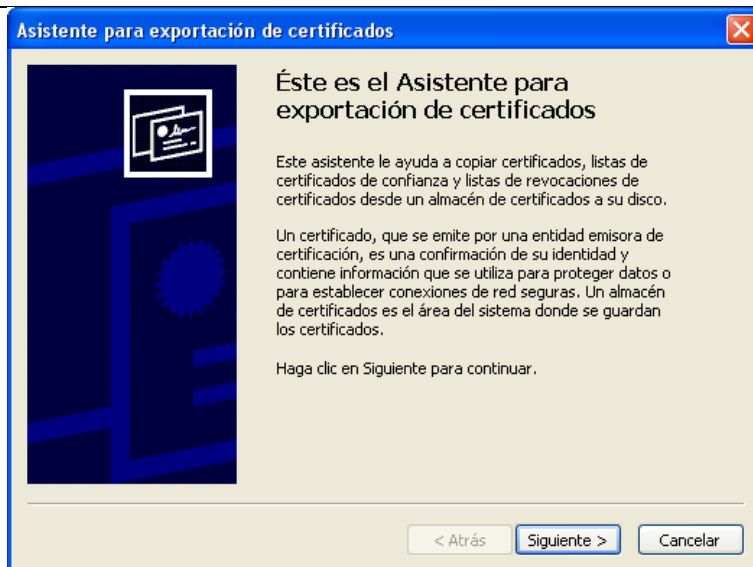 Asistente para exportación de certificados
Éste es el Asistente para
exportación de certificados
Este asistente le ayuda a copiar certificados, listas de
certificados de confianza y listas de revocaciones de
certificados desde un almacén de certificados a su disco.
Un certificado, que se emite por una entidad emisora de
certificación, es una confirmación de su identidad y
contiene información que se utiliza para proteger datos o
para establecer conexiones de red seguras. Un almacén
de certificados es el área del sistema donde se guardan
los certificados.
Haga clic en Siguiente para continuar.
< Atrás Siguiente > Cancelar